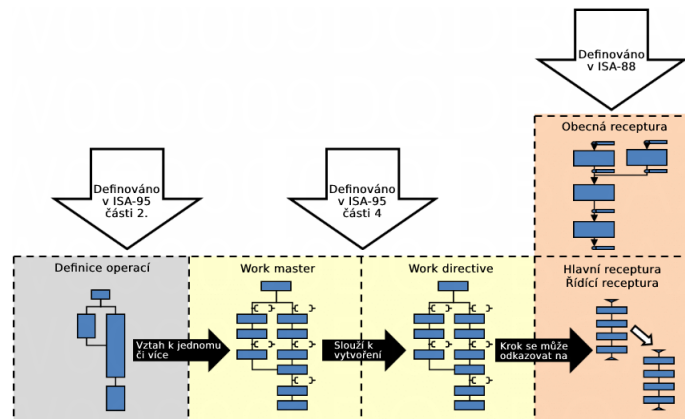 Definováno
v ISA-88
Obecná receptura
Definováno
v ISA-95
části 2.
Definováno
v ISA-95
části 4
Definice operací
Work master
Work directive
Hlavní receptura
Řídící receptura
Vztah k jednomu
či více
Slouží k
vytvoření
Krok se může
odkazovat na